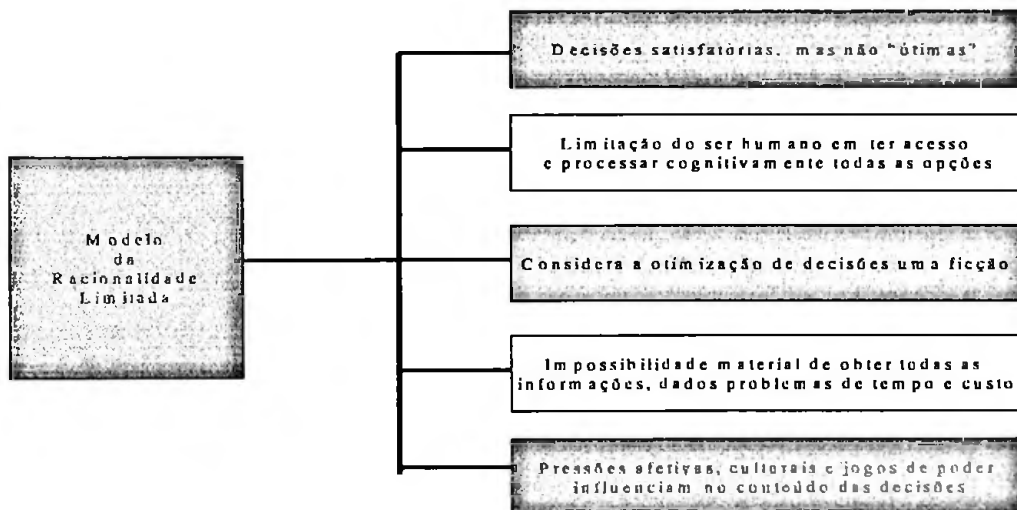 Decisões satisfatórias, mas não "ótimas"
Limitação do ser humano em ter acesso
e processar cognitivamente todas as opções
Modelo
da
Racionalidade
Limitada
Considera a otimização de decisões uma ficção
Impossibilidade material de obter todas as
informações, dados problemas de tempo e custo
Pressões afetivas, culturais e jogos de poder
influenciam no conteúdo das decisões